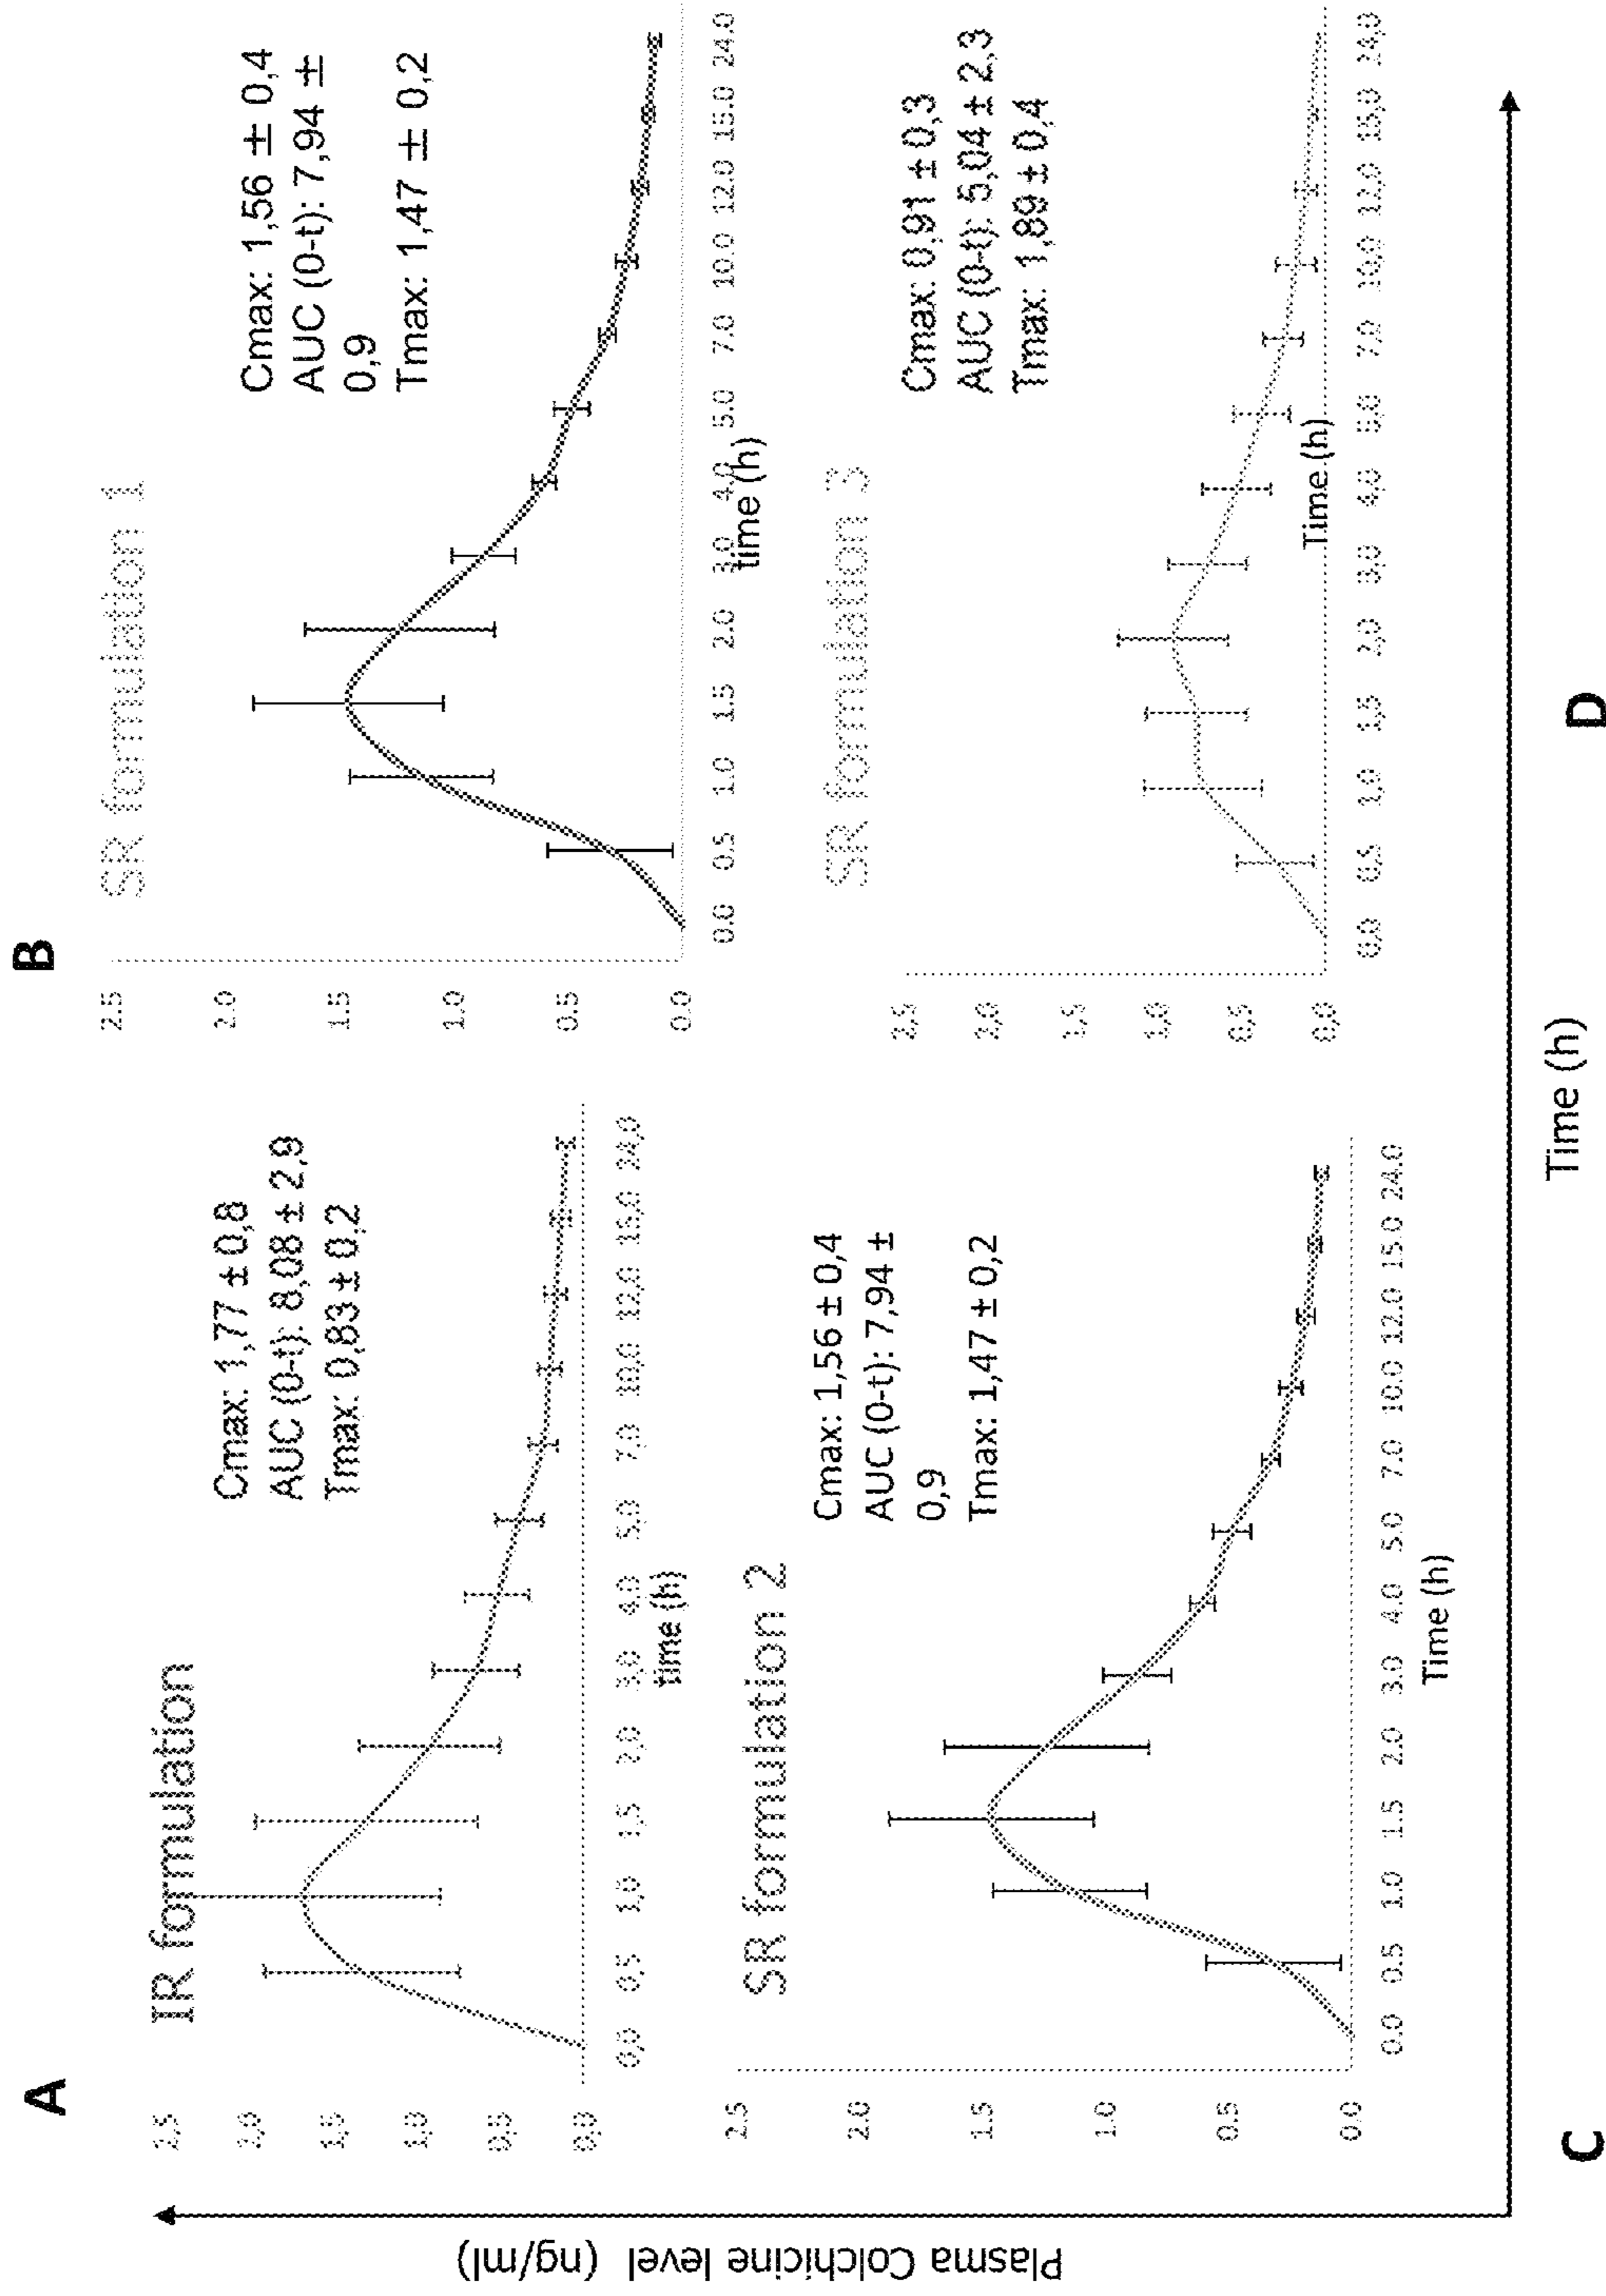 A
IR formulation
Cmax: 1,77 ± 0,8
AUC (0-t): 8,08 ± 2,9
Tmax: 0,83 ± 0,2
2,5
2,0
1,5
1,0
0,5
0,0
0,0 0,5 1,0 1,5 2,0 3,0 4,0 5,0 7,0 10,0 12,0 15,0 24,0
time (h)
B
SR formulation 1
Cmax: 1,56 ± 0,4
AUC (0-t): 7,94 ±
0,9
Tmax: 1,47 ± 0,2
2.5
2.0
1.5
1.0
0.5
0.0
0.0 0.5 1.0 1.5 2.0 3.0 4.0 5.0 7.0 10.0 12.0 15.0 24.0
time (h)
SR formulation 2
Cmax: 1,56 ± 0,4
AUC (0-t): 7,94 ±
0,9
Tmax: 1,47 ± 0,2
2.5
2.0
1.5
1.0
0.5
0.0
0.0 0.5 1.0 1.5 2.0 3.0 4.0 5.0 7.0 10.0 12.0 15.0 24.0
Time (h)
C
SR formulation 3
Cmax: 0,91 ± 0,3
AUC (0-t): 5,04 ± 2,3
Tmax: 1,89 ± 0,4
2,5
2,0
1,5
1,0
0,5
0,0
0,0 0,5 1,0 1,5 2,0 3,0 4,0 5,0 7,0 10,0 12,0 15,0 24,0
Time (h)
D
Plasma Colchicine level (ng/ml)
Time (h)